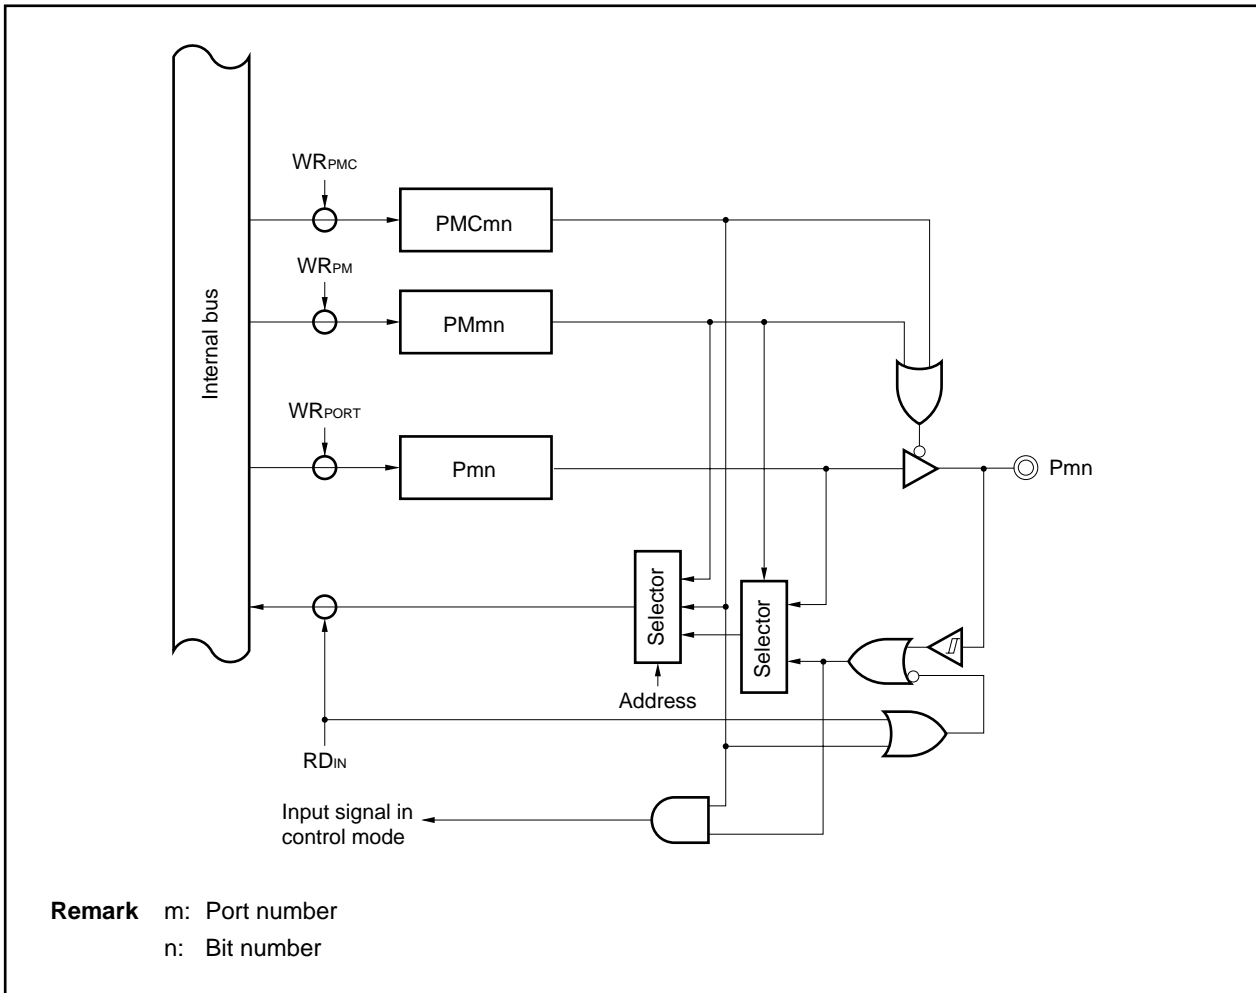 WRPMC
PMCmn
WRPM
PMmn
Internal bus
WRPORT
Pmn
Pmn
Selector
Selector
Address
RDIN
Input signal in
control mode
Remark m: Port number
n: Bit number